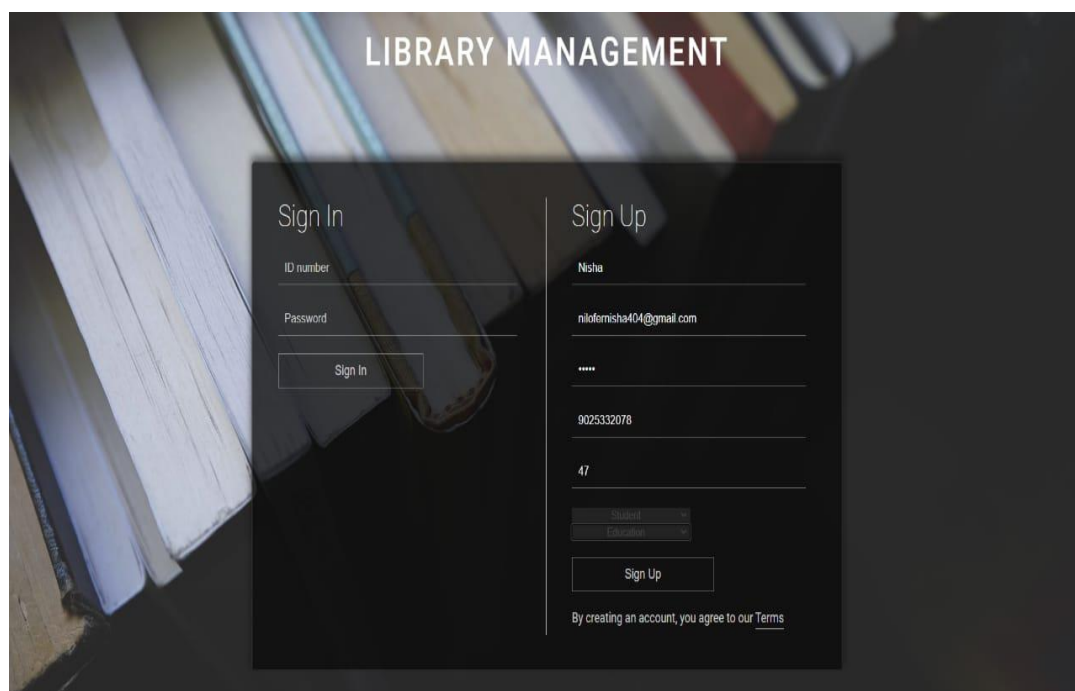 LIBRARY MANAGEMENT
Sign In
ID number
Password
Sign In
Sign Up
Nisha
nilofernisha404@gmail.com
•••••
9025332078
47
Student
Education
Sign Up
By creating an account, you agree to our Terms